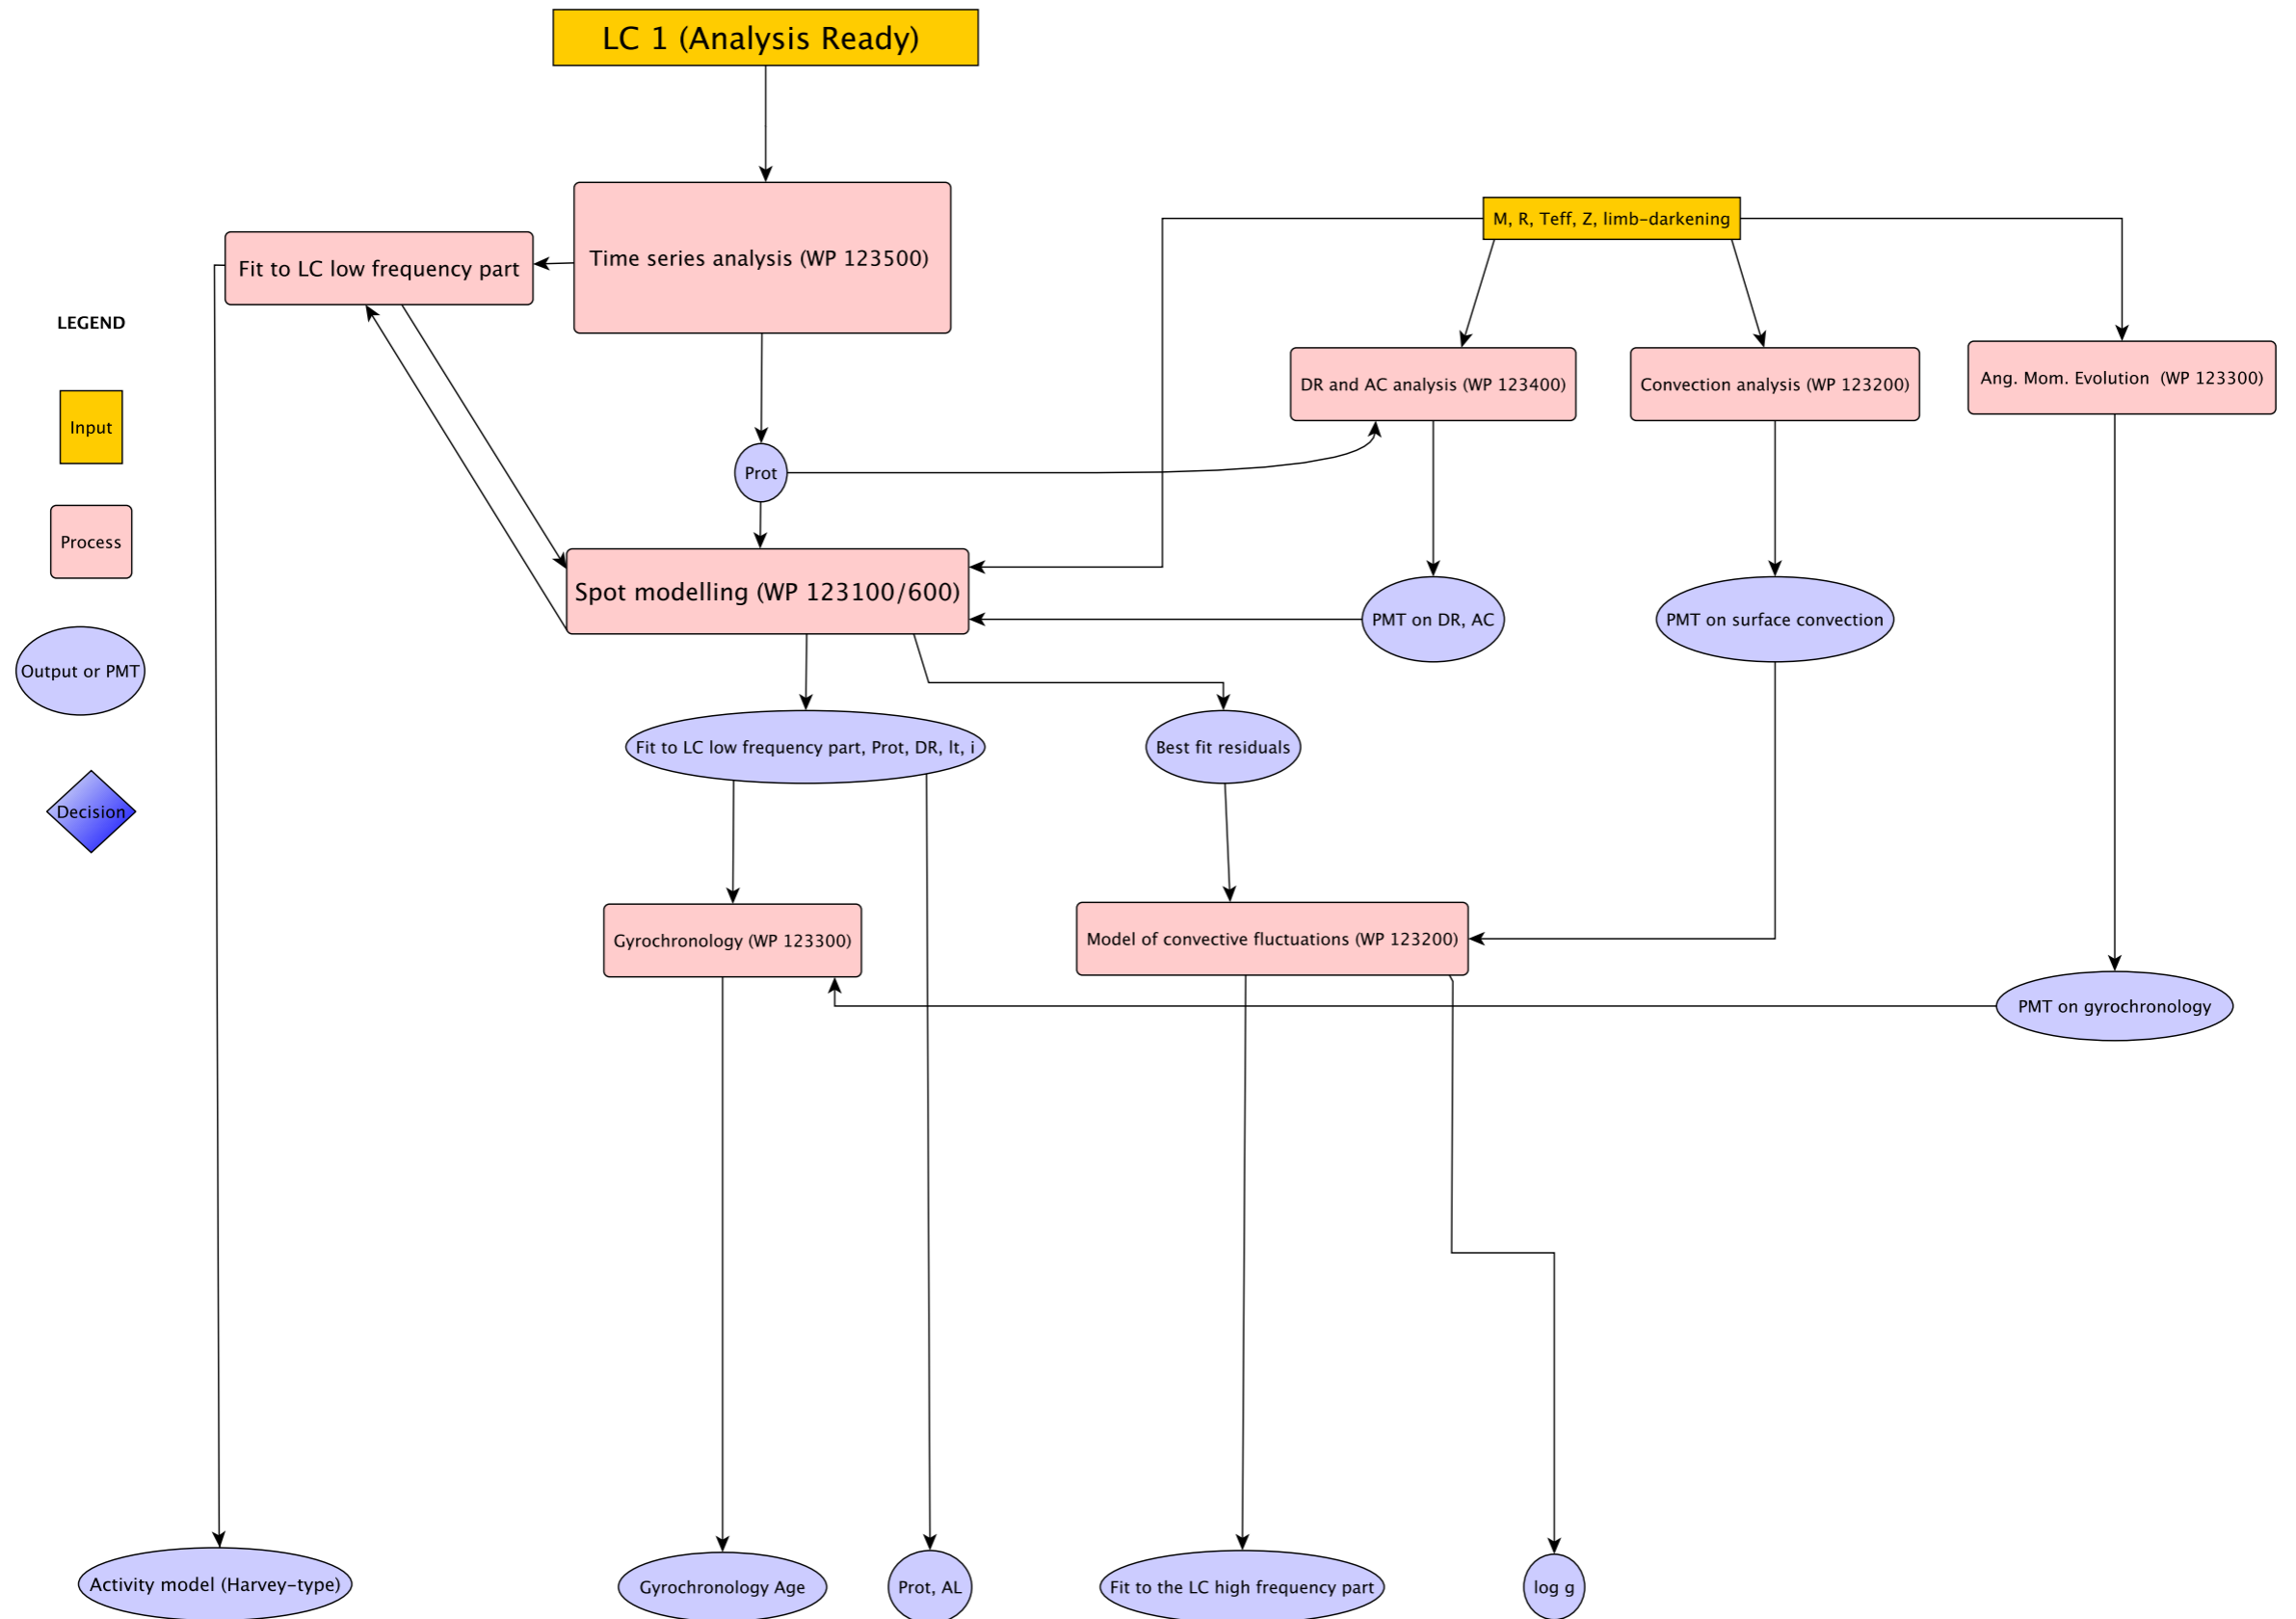 LC 1 (Analysis Ready)
M, R, Teff, Z, limb-darkening
Time series analysis (WP 123500)
Fit to LC low frequency part
LEGEND
Input
Process
Output or PMT
Decision
DR and AC analysis (WP 123400)
Convection analysis (WP 123200)
Ang. Mom. Evolution (WP 123300)
Prot
Spot modelling (WP 123100/600)
PMT on DR, AC
PMT on surface convection
Fit to LC low frequency part, Prot, DR, lt, i
Best fit residuals
Gyrochronology (WP 123300)
Model of convective fluctuations (WP 123200)
PMT on gyrochronology
Activity model (Harvey-type)
Gyrochronology Age
Prot, AL
Fit to the LC high frequency part
log g